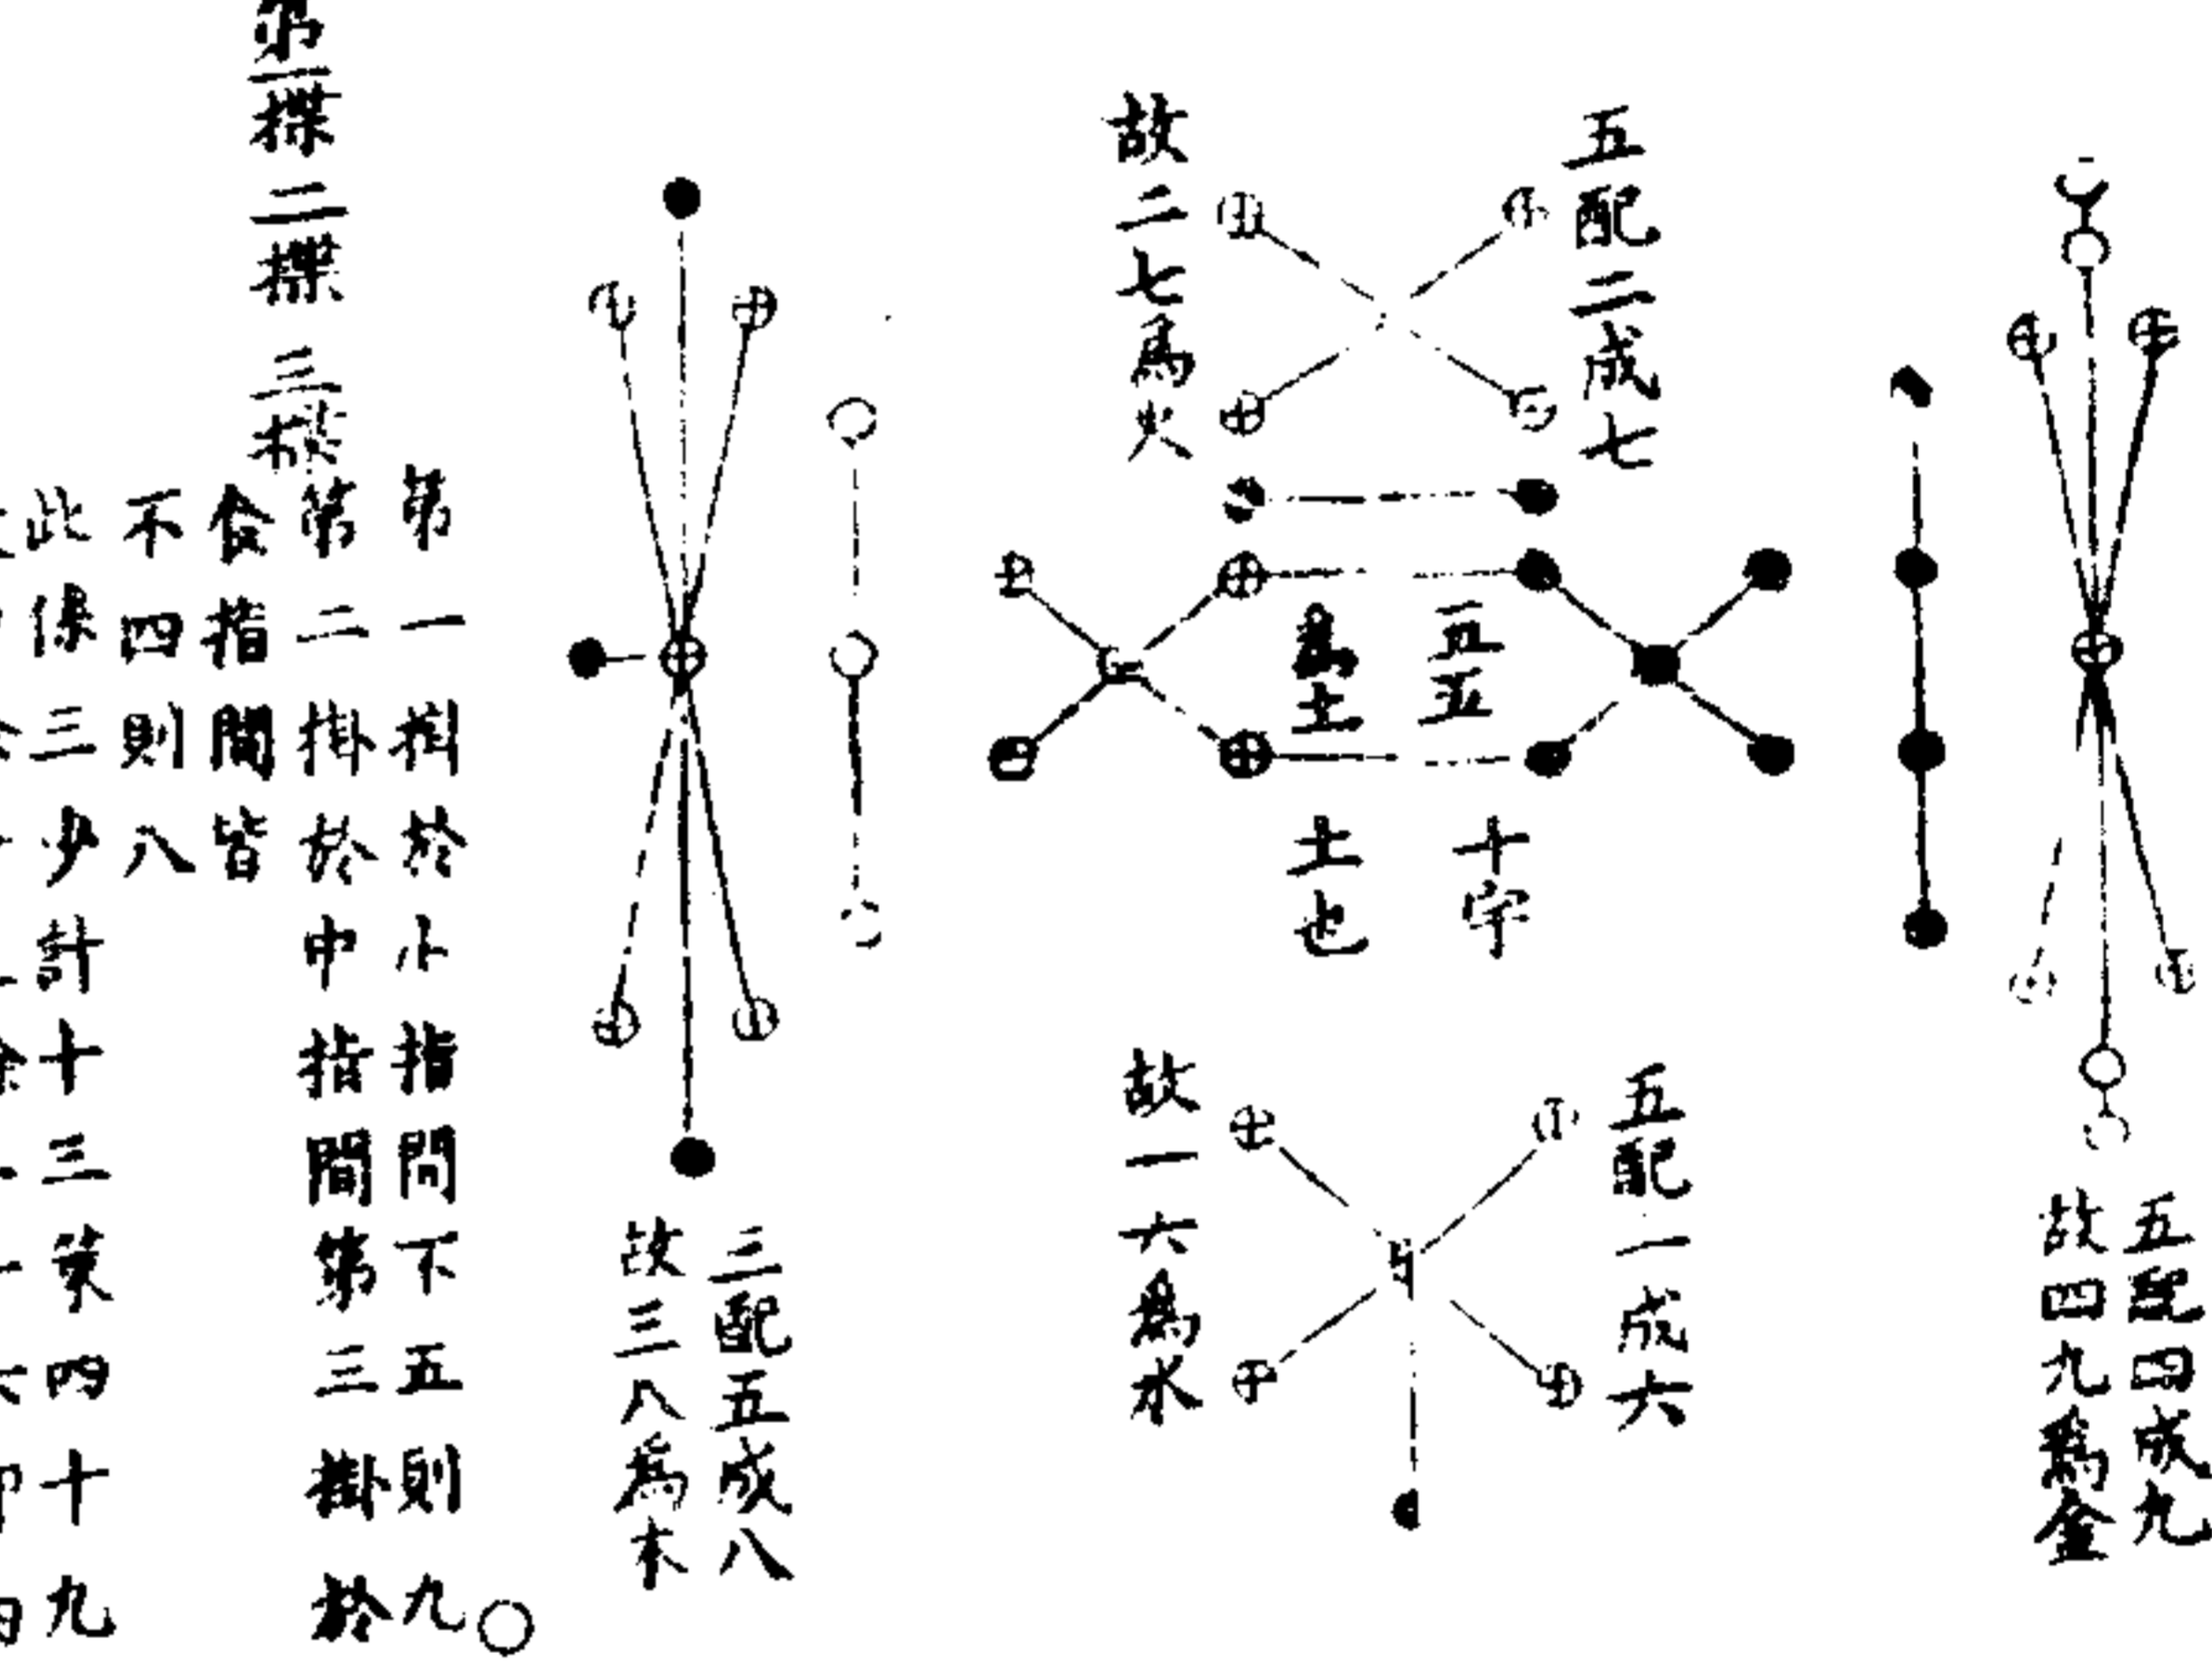 五配四成九
故四九為金
五配二成七
故二七為火
五五
為土
十字
土也
五配一成六
故一六為水
三配五成八
故三八為木
第一揲二揲三揲
第一掛於小指間下五則九
第二掛於中指間第三掛於
食指間皆
不四則八
此係三少計十三策四十九